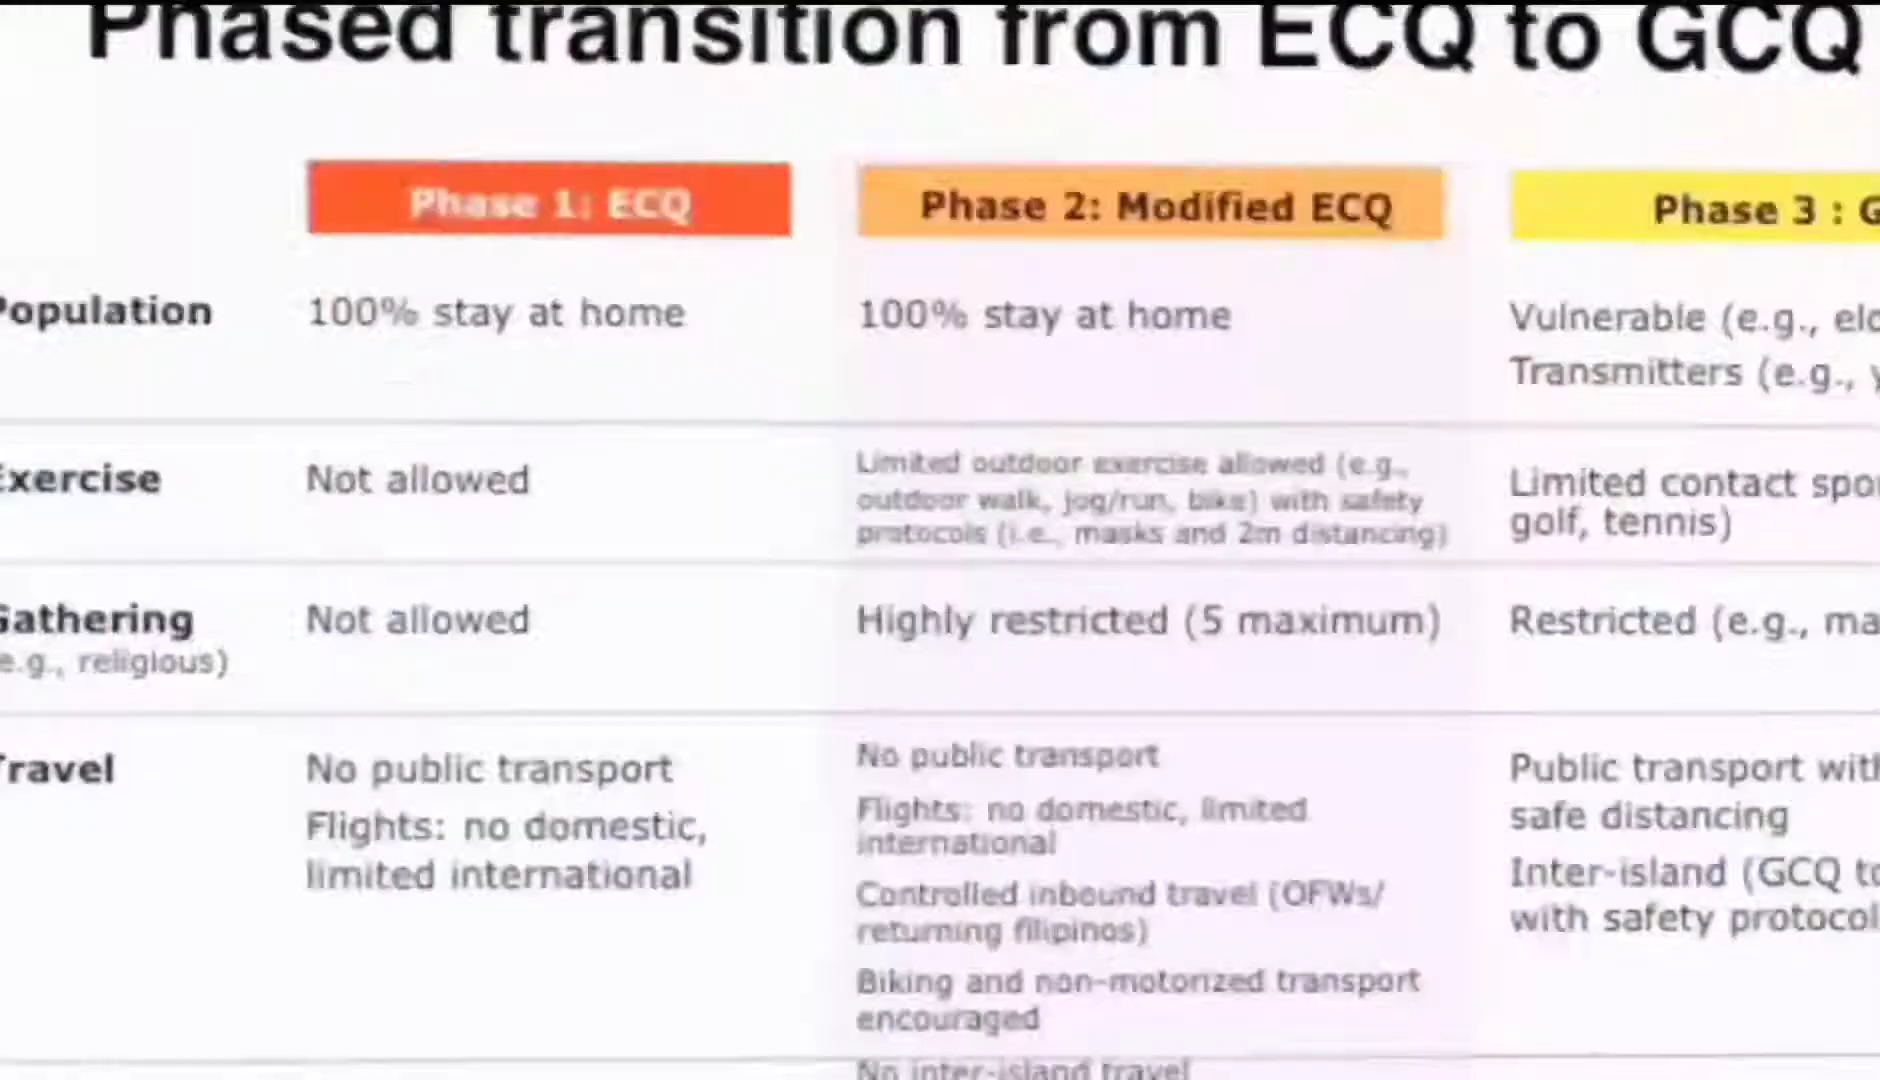 Phased transition from ECQ to GCQ
Phase 1: ECQ
Phase 2: Modified ECQ
Phase 3 :
Population
100% stay at home
100% stay at home
Vulnerable (e.g.,
Transmitters (e.g.,
Exercise
Not allowed
Limited outdoor exercise allowed (e.g.,
outdoor walk, jog/run, bike) with safety
protocols (i.e., masks and 2m distancing)
Limited contact
golf, tennis)
Gathering
e.g., religious)
Not allowed
Highly restricted (5 maximum)
Restricted (e.g.,
Travel
No public transport
Flights: no domestic,
limited international
No public transport
Flights: no domestic, limited
international
Controlled inbound travel (OFWs/
returning filipinos)
Biking and non-motorized transport
encouraged
No inter-island travel
Public transport with
safe distancing
Inter-island (GCQ to
with safety protocol